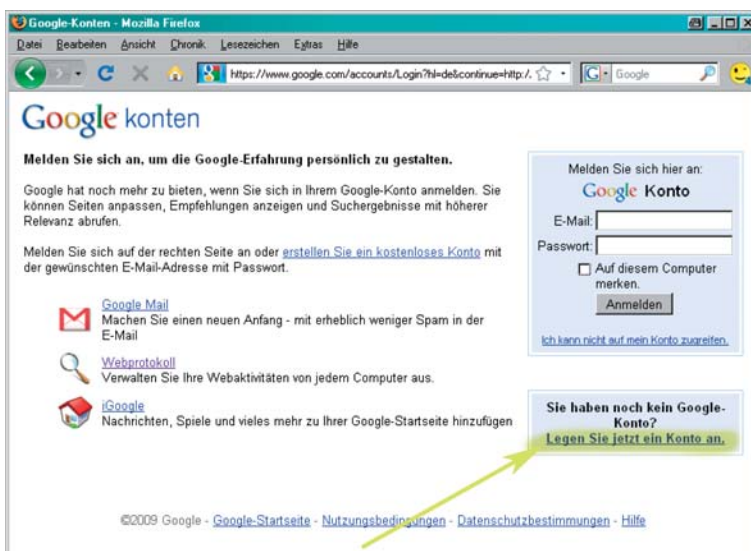 Google-Konten - Mozilla Firefox
Datei Bearbeiten Ansicht Chronik Lesezeichen Extras Hilfe
https://www.google.com/accounts/Login?hl=de&continue=http:/.
G Google
Google konten
Melden Sie sich an, um die Google-Erfahrung persönlich zu gestalten.
Google hat noch mehr zu bieten, wenn Sie sich in Ihrem Google-Konto anmelden. Sie
können Seiten anpassen, Empfehlungen anzeigen und Suchergebnisse mit höherer
Relevanz abrufen.
Melden Sie sich auf der rechten Seite an oder erstellen Sie ein kostenloses Konto mit
der gewünschten E-Mail-Adresse mit Passwort.
Google Mail
Machen Sie einen neuen Anfang - mit erheblich weniger Spam in der
E-Mail
Webprotokoll
Verwalten Sie Ihre Webaktivitäten von jedem Computer aus.
iGoogle
Nachrichten, Spiele und vieles mehr zu Ihrer Google-Startseite hinzufügen
Melden Sie sich hier an:
Google Konto
E-Mail:
Passwort:
Auf diesem Computer
merken.
Anmelden
Ich kann nicht auf mein Konto zugreifen.
Sie haben noch kein Google-
Konto?
Legen Sie jetzt ein Konto an.
©2009 Google - Google-Startseite - Nutzungsbedingungen - Datenschutzbestimmungen - Hilfe